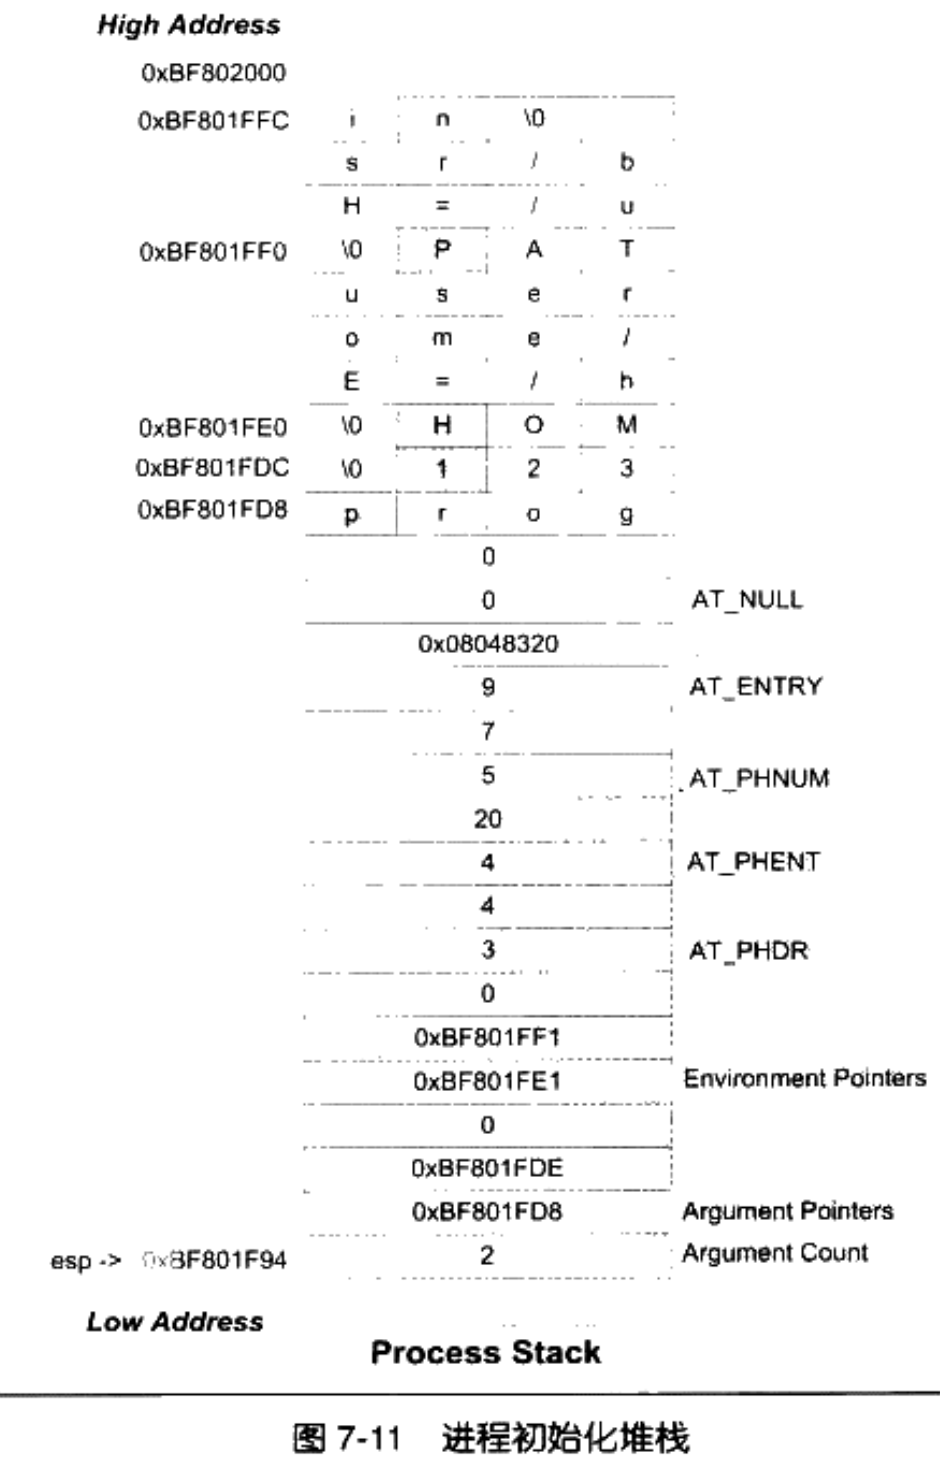 High Address
0xBF802000
0xBF801FFC i n \0
s r / b
H = / u
0xBF801FF0 \0 P A T
u s e r
o m e /
E = / h
0xBF801FE0 \0 H O M
0xBF801FDC \0 1 2 3
0xBF801FD8 p r o g
0
0 AT_NULL
0x08048320
9 AT_ENTRY
7
5 AT_PHNUM
20
4 AT_PHENT
4
3 AT_PHDR
0
0xBF801FF1
0xBF801FE1 Environment Pointers
0
0xBF801FDE
0xBF801FD8 Argument Pointers
esp -> 0xBF801F94 2 Argument Count
Low Address
Process Stack
图 7-11 进程初始化堆栈